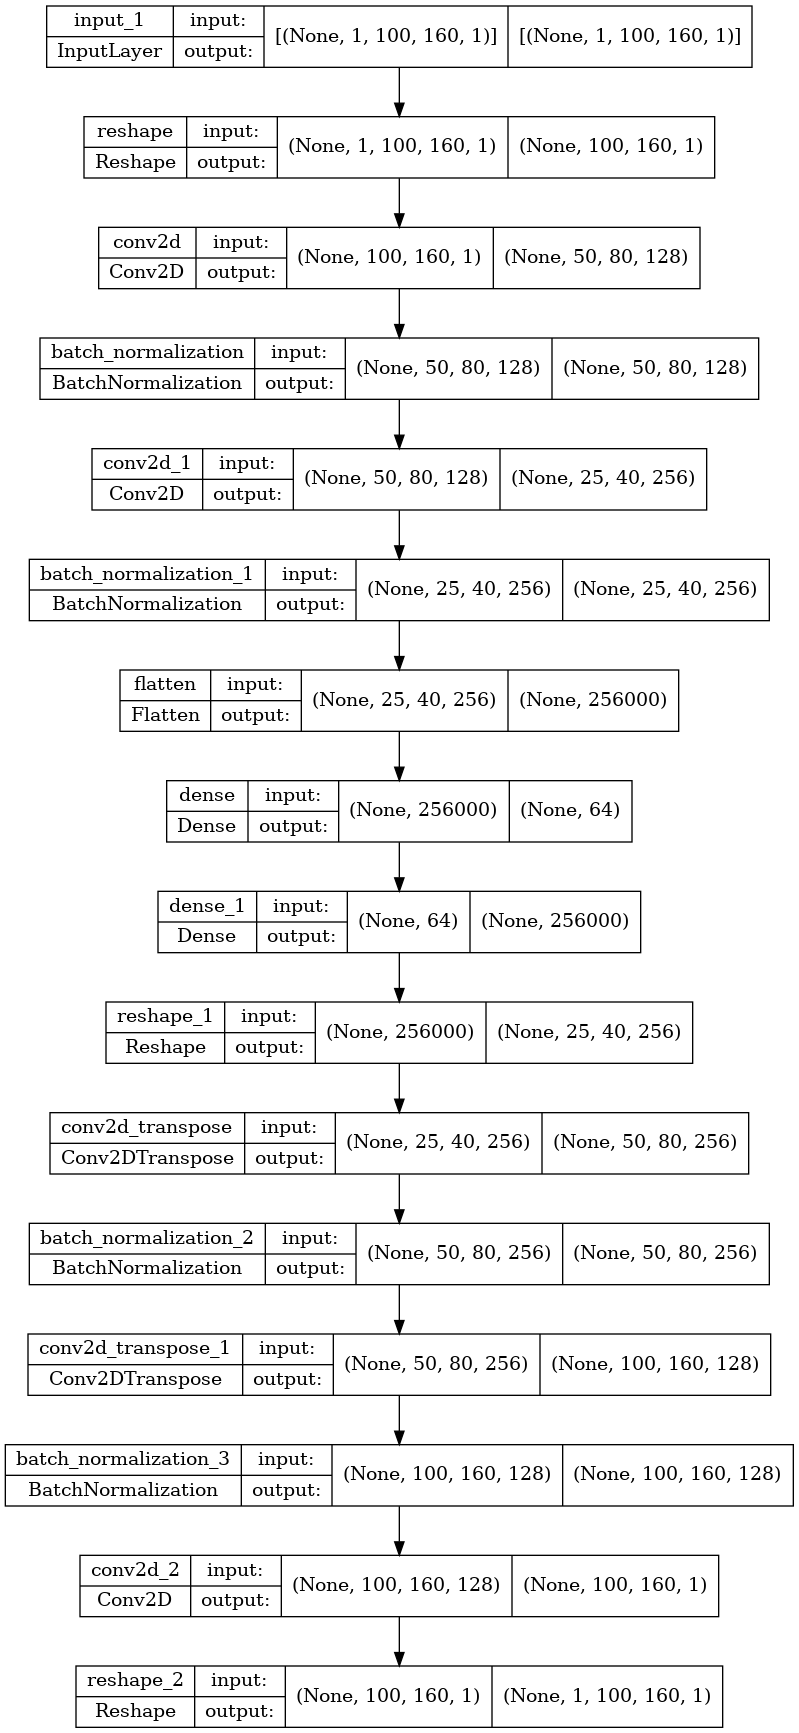 input_1 input: [(None, 1, 100, 160, 1)] [(None, 1, 100, 160, 1)]
InputLayer output:
reshape input: (None, 1, 100, 160, 1) (None, 100, 160, 1)
Reshape output:
conv2d input: (None, 100, 160, 1) (None, 50, 80, 128)
Conv2D output:
batch_normalization input: (None, 50, 80, 128) (None, 50, 80, 128)
BatchNormalization output:
conv2d_1 input: (None, 50, 80, 128) (None, 25, 40, 256)
Conv2D output:
batch_normalization_1 input: (None, 25, 40, 256) (None, 25, 40, 256)
BatchNormalization output:
flatten input: (None, 25, 40, 256) (None, 256000)
Flatten output:
dense input: (None, 256000) (None, 64)
Dense output:
dense_1 input: (None, 64) (None, 256000)
Dense output:
reshape_1 input: (None, 256000) (None, 25, 40, 256)
Reshape output:
conv2d_transpose input: (None, 25, 40, 256) (None, 50, 80, 256)
Conv2DTranspose output:
batch_normalization_2 input: (None, 50, 80, 256) (None, 50, 80, 256)
BatchNormalization output:
conv2d_transpose_1 input: (None, 50, 80, 256) (None, 100, 160, 128)
Conv2DTranspose output:
batch_normalization_3 input: (None, 100, 160, 128) (None, 100, 160, 128)
BatchNormalization output:
conv2d_2 input: (None, 100, 160, 128) (None, 100, 160, 1)
Conv2D output:
reshape_2 input: (None, 100, 160, 1) (None, 1, 100, 160, 1)
Reshape output: